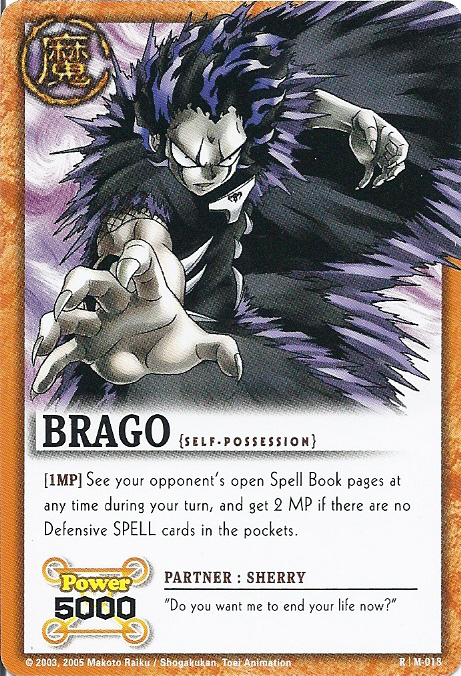 魔
BRAGO {SELF-POSSESSION}
[1MP] See your opponent's open Spell Book pages at
any time during your turn, and get 2 MP if there are no
Defensive SPELL cards in the pockets.
Power
5000
PARTNER : SHERRY
"Do you want me to end your life now?"
© 2003, 2005 Makoto Raiku / Shogakukan, Toei Animation
R | M-018